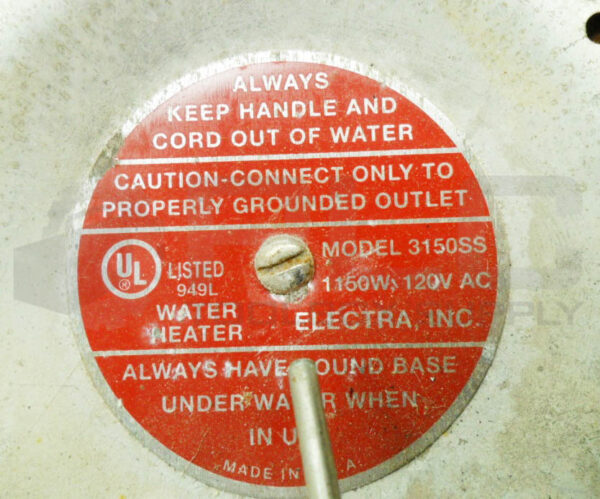 ALWAYS
KEEP HANDLE AND
CORD OUT OF WATER
CAUTION-CONNECT ONLY TO
PROPERLY GROUNDED OUTLET
UL
LISTED
949L
WATER
HEATER
MODEL 3150SS
1150W, 120V AC
ELECTRA, INC.
ALWAYS HAVE BASE
UNDER WHEN
IN
MADE IN